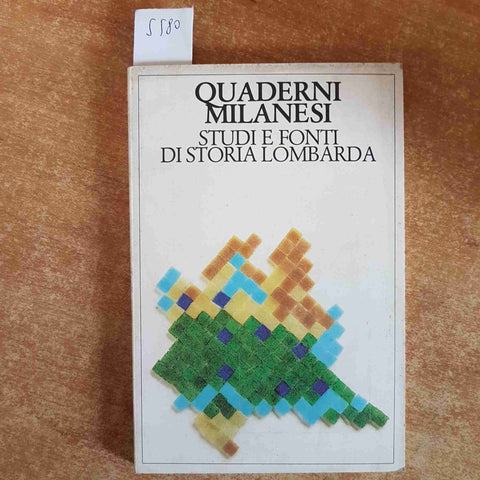 5580
QUADERNI
MILANESI
STUDI E FONTI
DI STORIA LOMBARDA